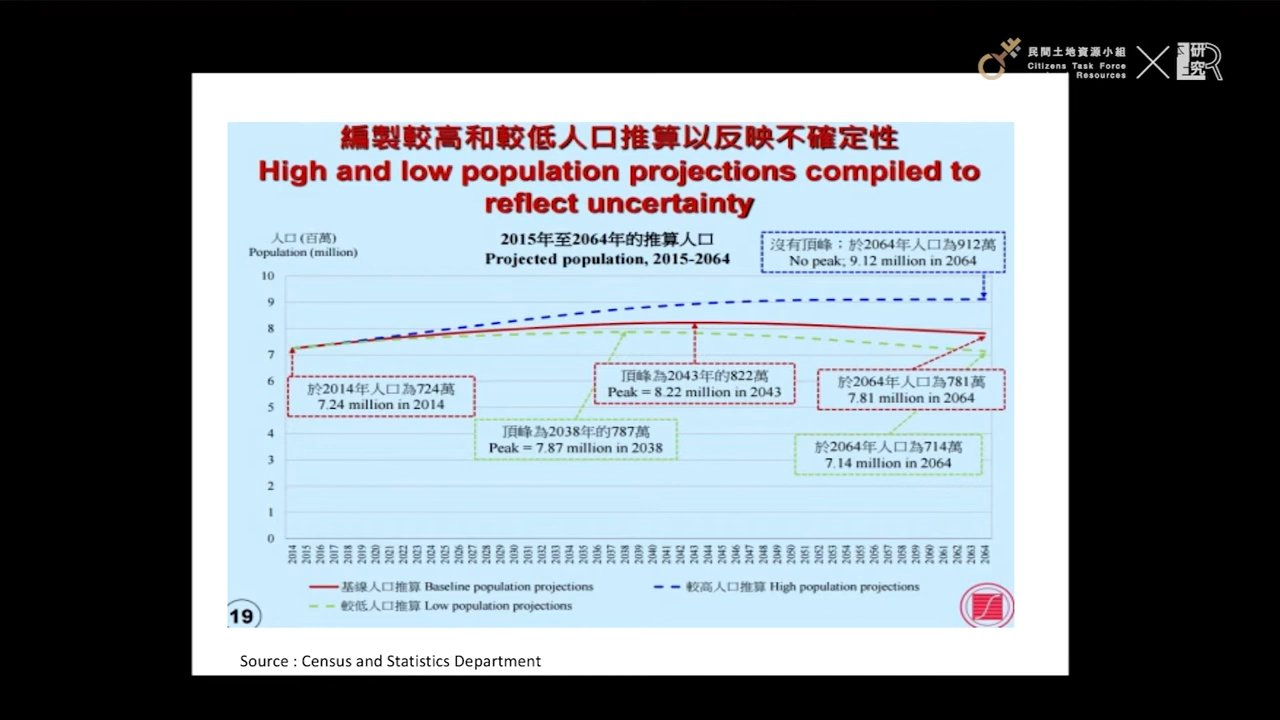 民間土地資源小組
Citizens Task Force
Resources
本土研究
編製較高和較低人口推算以反映不確定性
High and low population projections compiled to
reflect uncertainty
人口 (百萬)
Population (million)
2015年至2064年的推算人口
Projected population, 2015-2064
沒有頂峰；於2064年人口為912萬
No peak; 9.12 million in 2064
10
9
8
7
6
5
4
3
2
1
0
於2014年人口為724萬
7.24 million in 2014
頂峰為2043年的822萬
Peak = 8.22 million in 2043
於2064年人口為781萬
7.81 million in 2064
頂峰為2038年的787萬
Peak = 7.87 million in 2038
於2064年人口為714萬
7.14 million in 2064
2014 2015 2016 2017 2018 2019 2020 2021 2022 2023 2024 2025 2026 2027 2028 2029 2030 2031 2032 2033 2034 2035 2036 2037 2038 2039 2040 2041 2042 2043 2044 2045 2046 2047 2048 2049 2050 2051 2052 2053 2054 2055 2056 2057 2058 2059 2060 2061 2062 2063 2064
基線人口推算 Baseline population projections
較高人口推算 High population projections
較低人口推算 Low population projections
19
Source : Census and Statistics Department